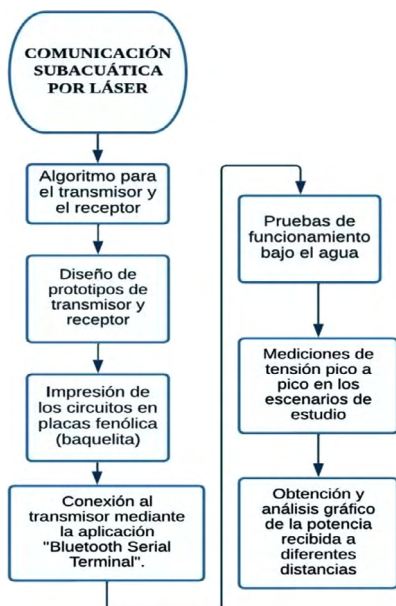 COMUNICACIÓN
SUBACUÁTICA
POR LÁSER
Algoritmo para
el transmisor y
el receptor
Diseño de
prototipos de
transmisor y
receptor
Impresión de
los circuitos en
placas fenólica
(baquelita)
Conexión al
transmisor mediante
la aplicación
"Bluetooth Serial
Terminal".
Pruebas de
funcionamiento
bajo el agua
Mediciones de
tensión pico a
pico en los
escenarios de
estudio
Obtención y
análisis gráfico
de la potencia
recibida a
diferentes
distancias